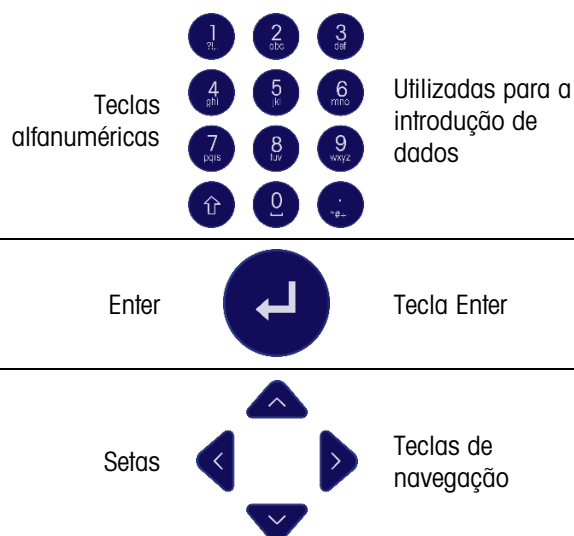 1
?!,.
2
abc
3
def
Teclas
alfanuméricas
4
ghi
5
jkl
6
mno
7
pqrs
8
tuv
9
wxyz
0
.
*#-+
Utilizadas para a
introdução de
dados
Enter
Tecla Enter
Setas
Teclas de
navegação